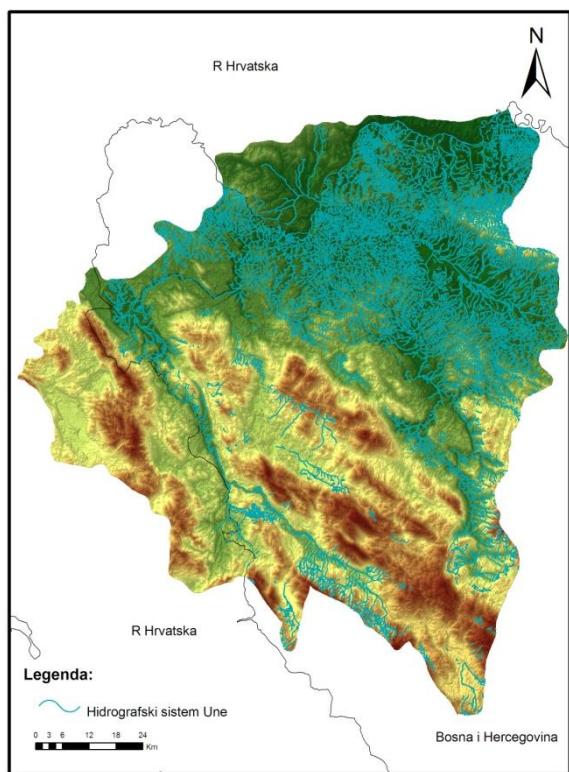 R Hrvatska
N
R Hrvatska
Legenda:
Hidrografski sistem Une
0 3 6 12 18 24
Km
Bosna i Hercegovina